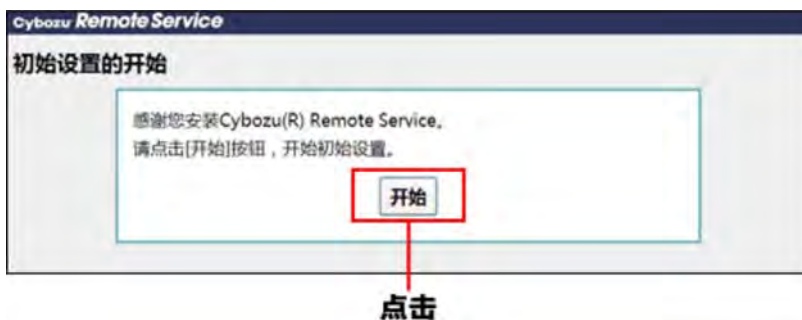 Cybozu Remote Service
初始设置的开始
感谢您安装Cybozu(R) Remote Service。
请点击[开始]按钮，开始初始设置。
开始
点击